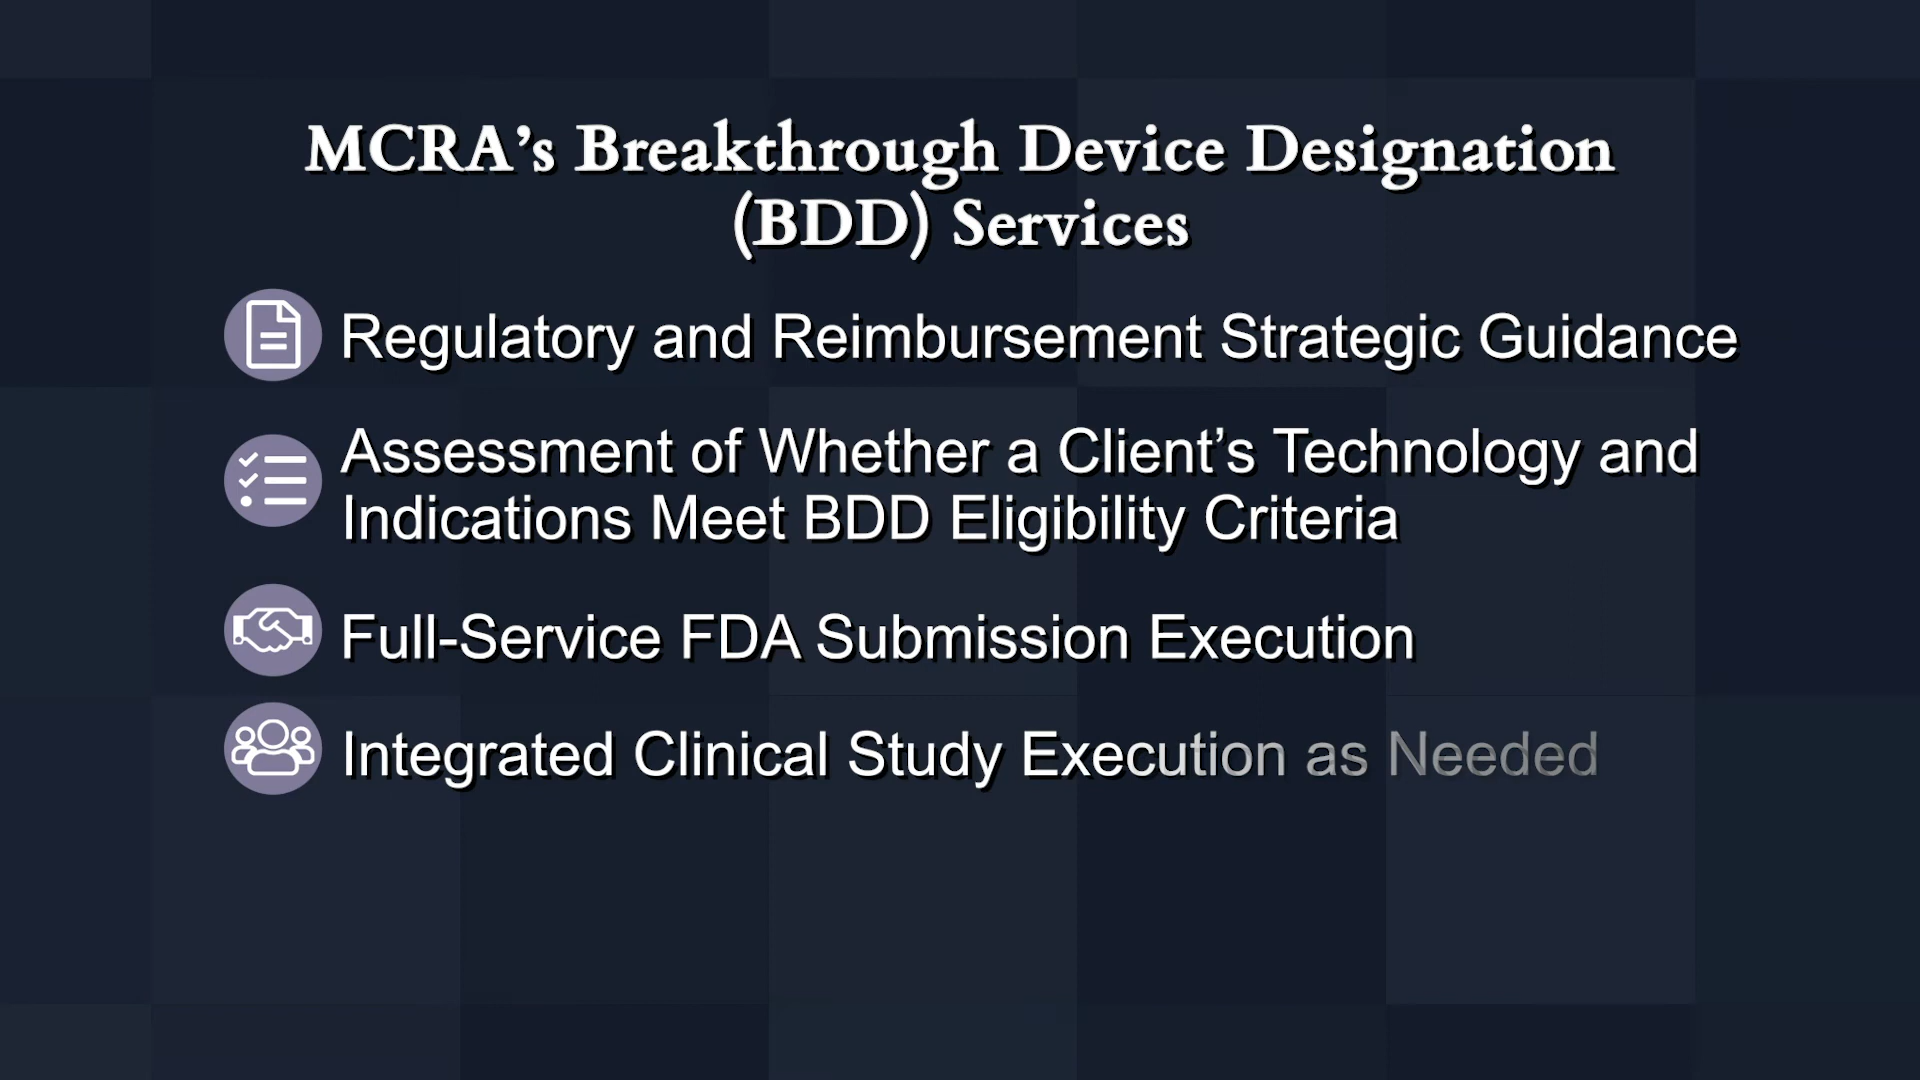 MCRA’s Breakthrough Device Designation
(BDD) Services
Regulatory and Reimbursement Strategic Guidance
Assessment of Whether a Client’s Technology and
Indications Meet BDD Eligibility Criteria
Full-Service FDA Submission Execution
Integrated Clinical Study Execution as Needed